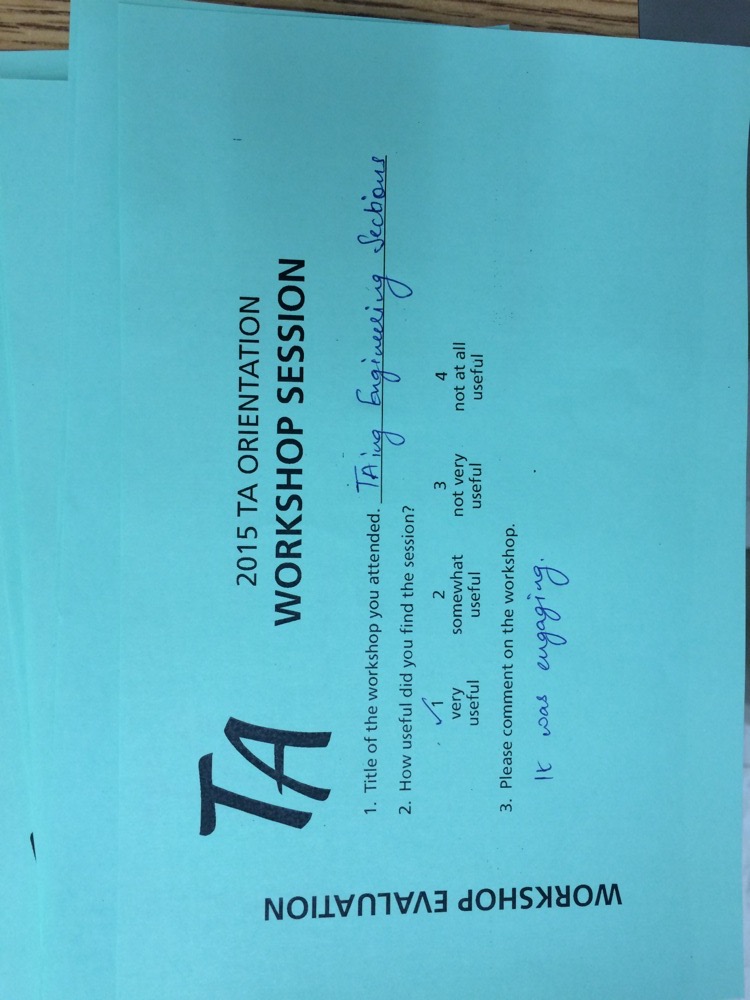 TA
2015 TA ORIENTATION
WORKSHOP SESSION
1. Title of the workshop you attended. TA'ing Engineering Sections
2. How useful did you find the session?
✓1 2 3 4
very somewhat not very not at all
useful useful useful useful
3. Please comment on the workshop.
It was engaging.
WORKSHOP EVALUATION